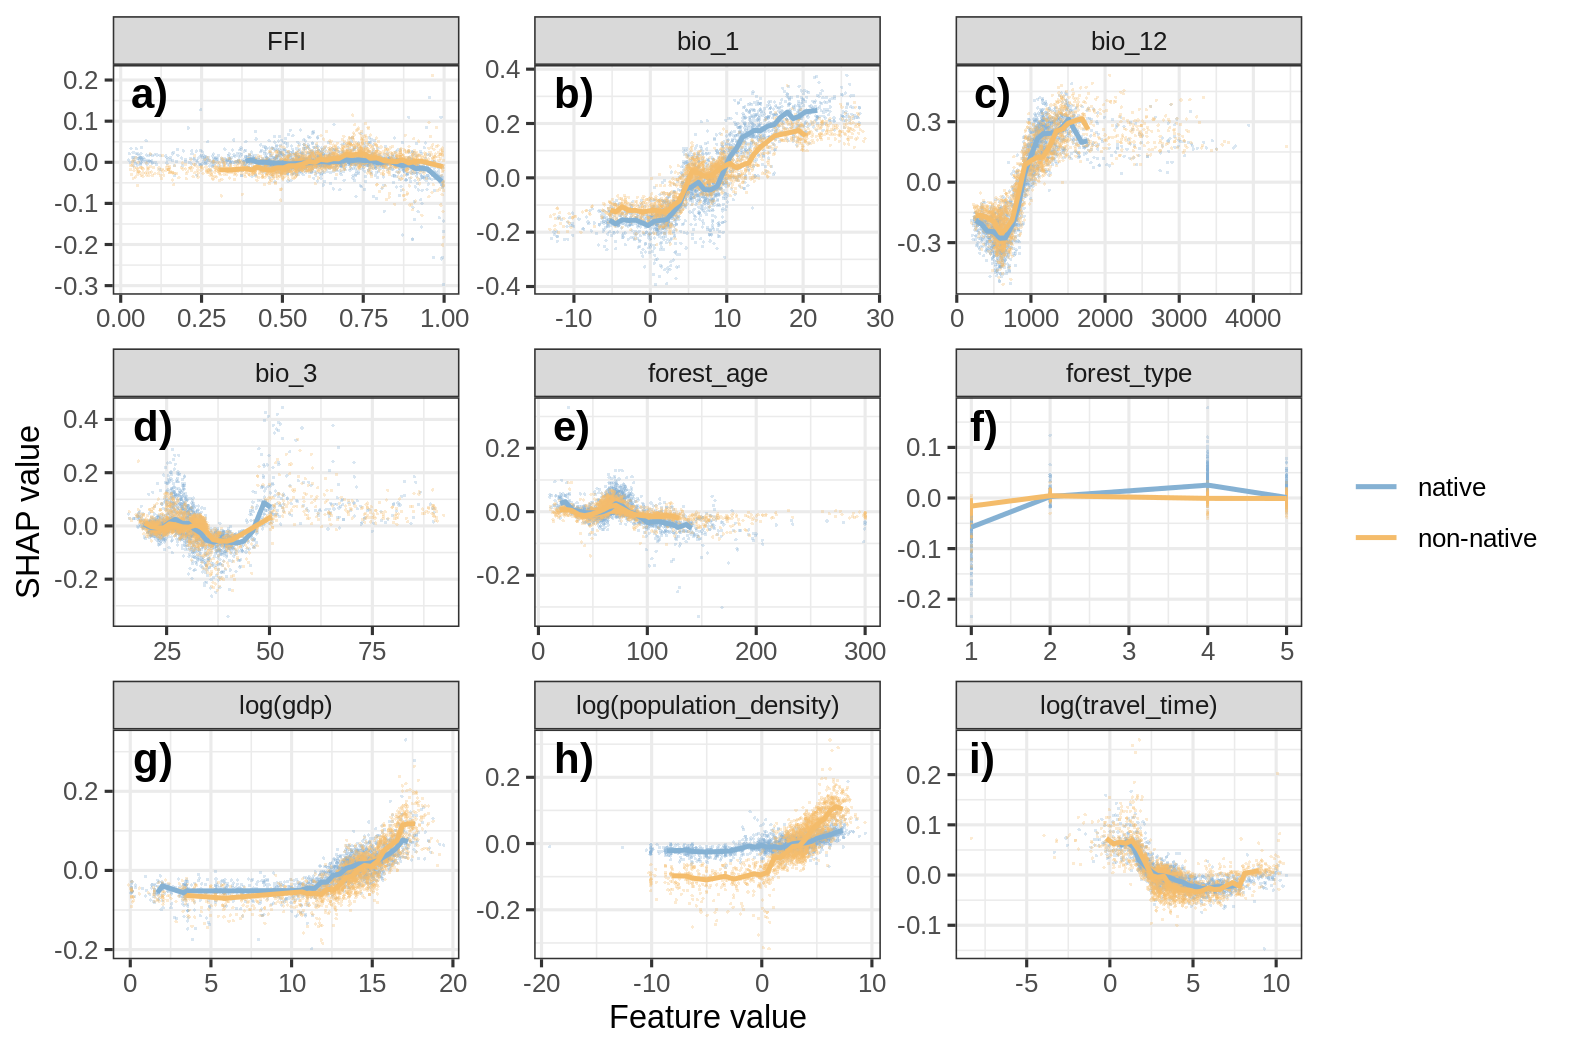 FFI
bio_1
bio_12
a)
b)
c)
0.2
0.1
0.0
-0.1
-0.2
-0.3
0.4
0.2
0.0
-0.2
-0.4
0.3
0.0
-0.3
0.00 0.25 0.50 0.75 1.00
-10 0 10 20 30
0 1000 2000 3000 4000
bio_3
forest_age
forest_type
d)
e)
f)
0.4
0.2
0.0
-0.2
0.2
0.0
-0.2
0.1
0.0
-0.1
-0.2
25 50 75
0 100 200 300
1 2 3 4 5
SHAP value
native
non-native
log(gdp)
log(population_density)
log(travel_time)
g)
h)
i)
0.2
0.0
-0.2
0.2
0.0
-0.2
0.2
0.1
0.0
-0.1
0 5 10 15 20
-20 -10 0 10
-5 0 5 10
Feature value